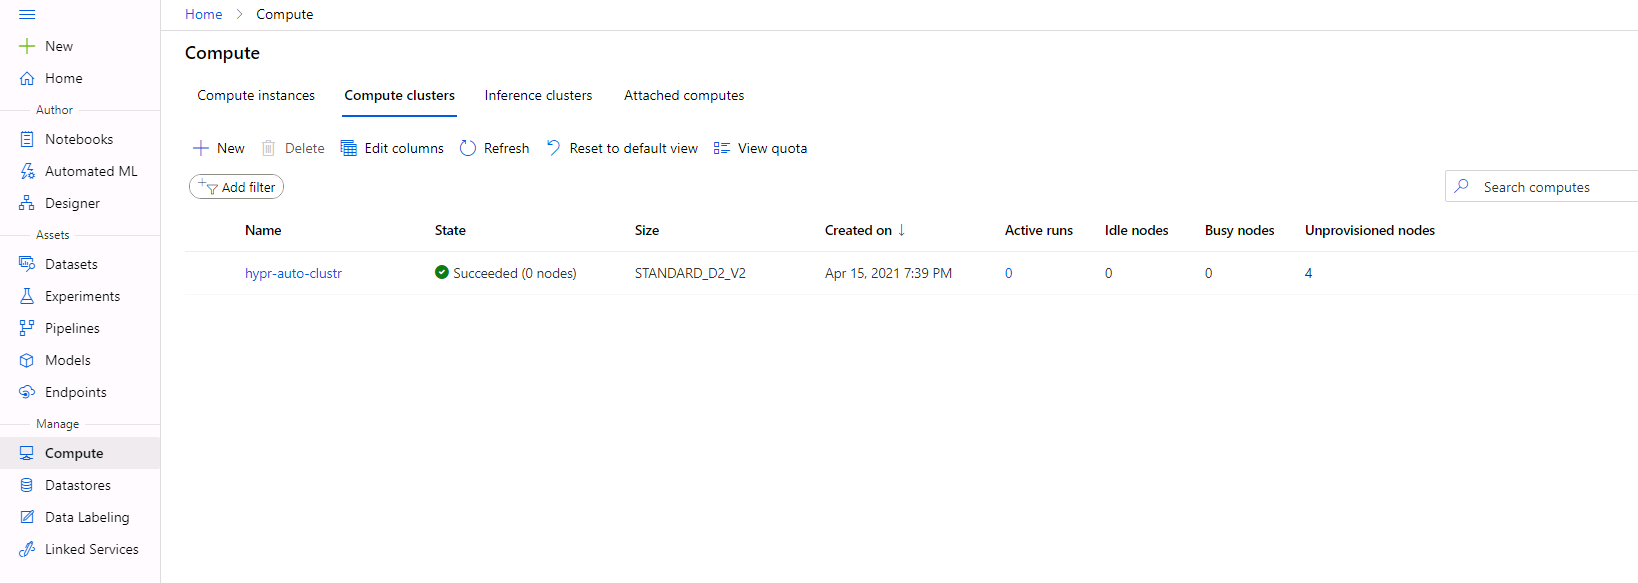 Home > Compute
New
Home
Author
Notebooks
Automated ML
Designer
Assets
Datasets
Experiments
Pipelines
Models
Endpoints
Manage
Compute
Datastores
Data Labeling
Linked Services
Compute
Compute instances Compute clusters Inference clusters Attached computes
New Delete Edit columns Refresh Reset to default view View quota
Add filter Search computes
Name State Size Created on ↓ Active runs Idle nodes Busy nodes Unprovisioned nodes
hypr-auto-clustr Succeeded (0 nodes) STANDARD_D2_V2 Apr 15, 2021 7:39 PM 0 0 0 4